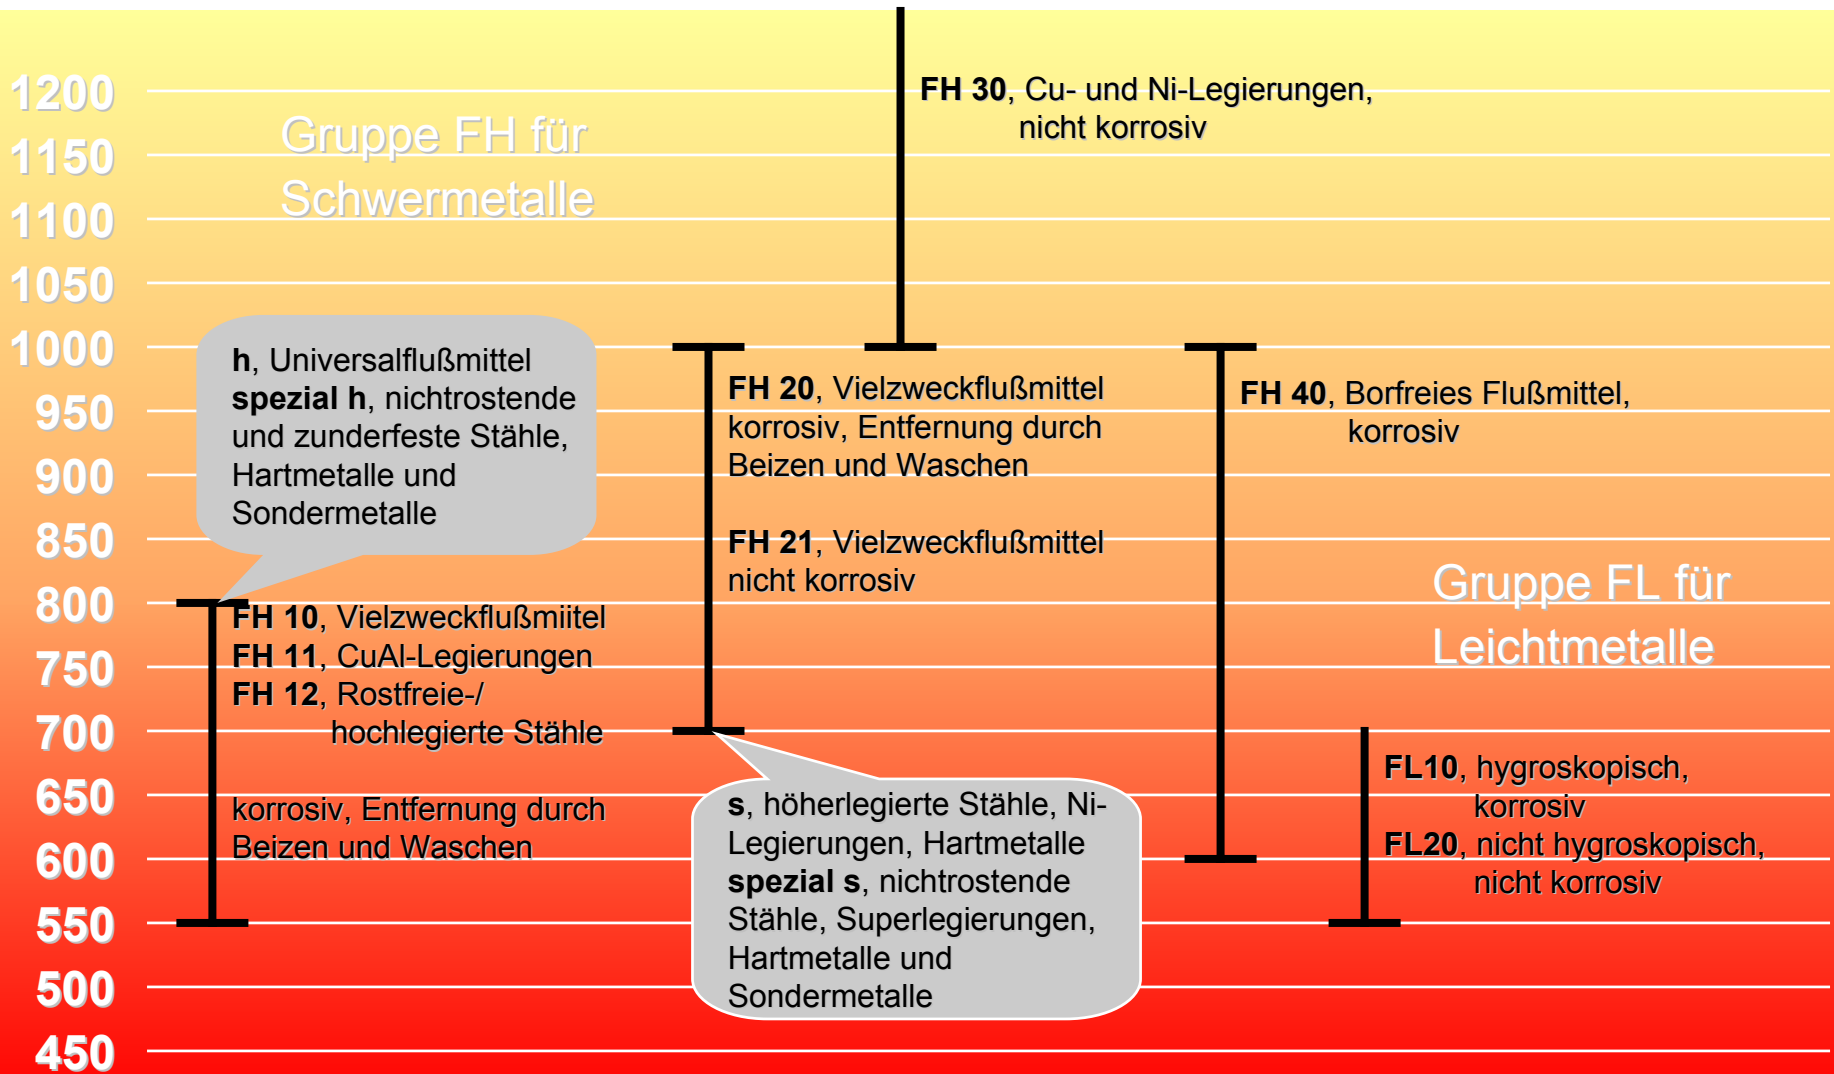 1200
1150
1100
1050
1000
950
900
850
800
750
700
650
600
550
500
450
Gruppe FH für
Schwermetalle
FH 30, Cu- und Ni-Legierungen,
nicht korrosiv
h, Universalflußmittel
spezial h, nichtrostende
und zunderfeste Stähle,
Hartmetalle und
Sondermetalle
FH 10, Vielzweckflußmiitel
FH 11, CuAl-Legierungen
FH 12, Rostfreie-/
hochlegierte Stähle
korrosiv, Entfernung durch
Beizen und Waschen
FH 20, Vielzweckflußmittel
korrosiv, Entfernung durch
Beizen und Waschen
FH 21, Vielzweckflußmittel
nicht korrosiv
s, höherlegierte Stähle, Ni-
Legierungen, Hartmetalle
spezial s, nichtrostende
Stähle, Superlegierungen,
Hartmetalle und
Sondermetalle
FH 40, Borfreies Flußmittel,
korrosiv
Gruppe FL für
Leichtmetalle
FL10, hygroskopisch,
korrosiv
FL20, nicht hygroskopisch,
nicht korrosiv